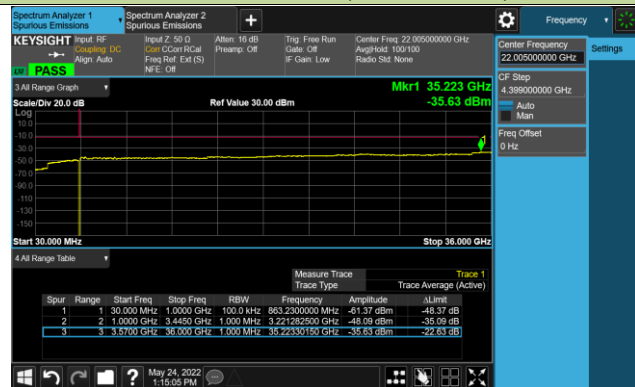 Spectrum Analyzer 1
Spurious Emissions
Spectrum Analyzer 2
Spurious Emissions
+
Frequency
KEYSIGHT
Input: RF
Coupling: DC
Align: Auto
Input Z: 50 Ω
Corr CCorr RCal
Freq Ref: Ext (S)
NFE: Off
Atten: 16 dB
Preamp: Off
Trig: Free Run
Gate: Off
IF Gain: Low
Center Freq: 22.005000000 GHz
Avg|Hold: 100/100
Radio Std: None
PASS
Center Frequency
22.005000000 GHz
Settings
CF Step
4.399000000 GHz
Auto
Man
Freq Offset
0 Hz
3 All Range Graph
Mkr1 35.223 GHz
Scale/Div 20.0 dB
Ref Value 30.00 dBm
-35.63 dBm
Log
10.0
-10.0
-30.0
-50.0
-70.0
-90.0
-110
-130
-150
Start 30.000 MHz
Stop 36.000 GHz
4 All Range Table
Measure Trace Trace 1
Trace Type Trace Average (Active)
Spur Range Start Freq Stop Freq RBW Frequency Amplitude ΔLimit
1 1 30.000 MHz 1.0000 GHz 100.0 kHz 863.2300000 MHz -61.37 dBm -48.37 dB
2 2 1.0000 GHz 3.4450 GHz 1.000 MHz 3.221282500 GHz -48.09 dBm -35.09 dB
3 3 3.5700 GHz 36.000 GHz 1.000 MHz 35.22330150 GHz -35.63 dBm -22.63 dB
?
May 24, 2022
1:15:05 PM